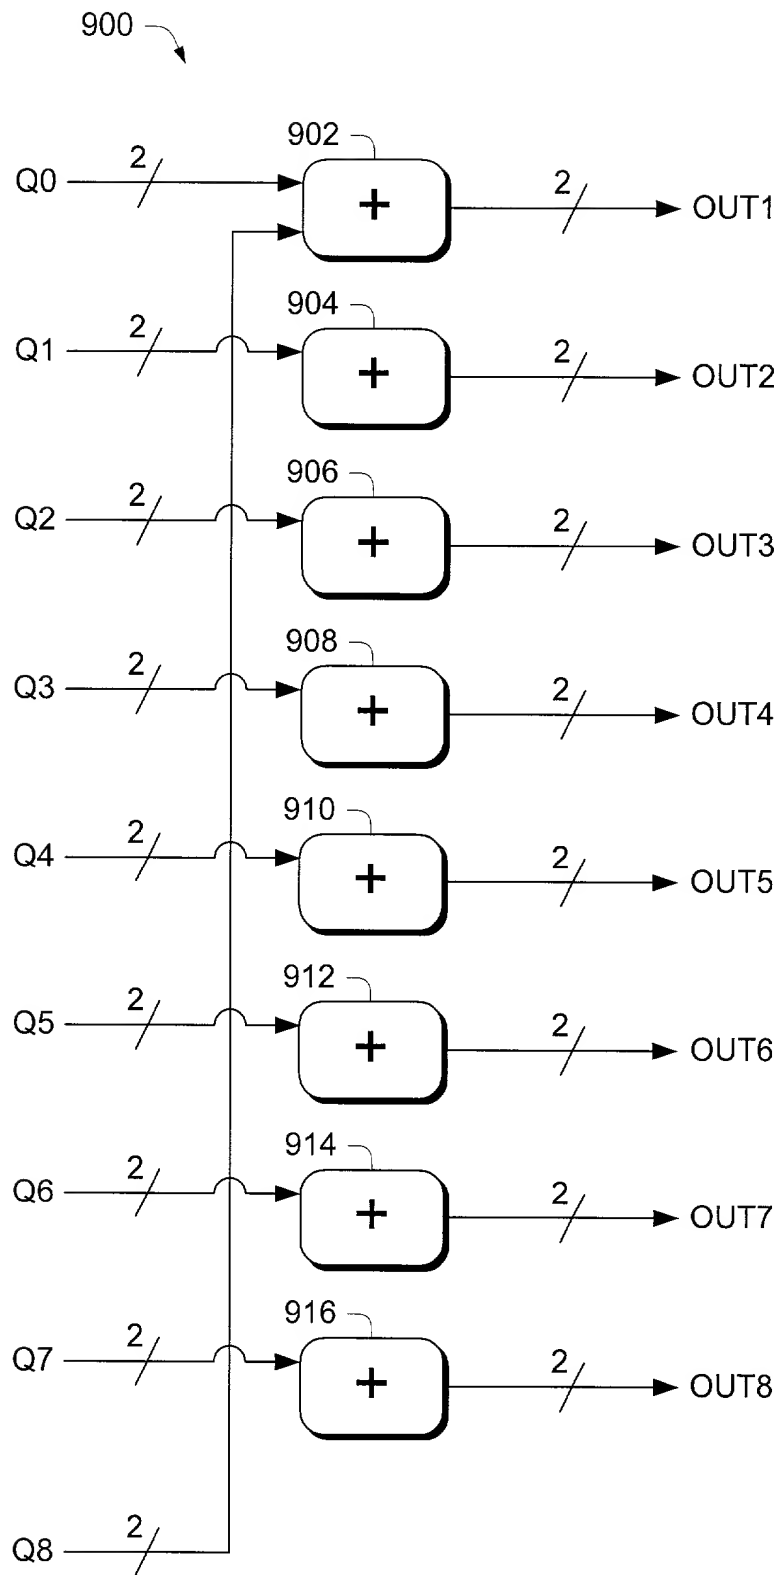 900
902
Q0 2 + 2 OUT1
904
Q1 2 + 2 OUT2
906
Q2 2 + 2 OUT3
908
Q3 2 + 2 OUT4
910
Q4 2 + 2 OUT5
912
Q5 2 + 2 OUT6
914
Q6 2 + 2 OUT7
916
Q7 2 + 2 OUT8
Q8 2